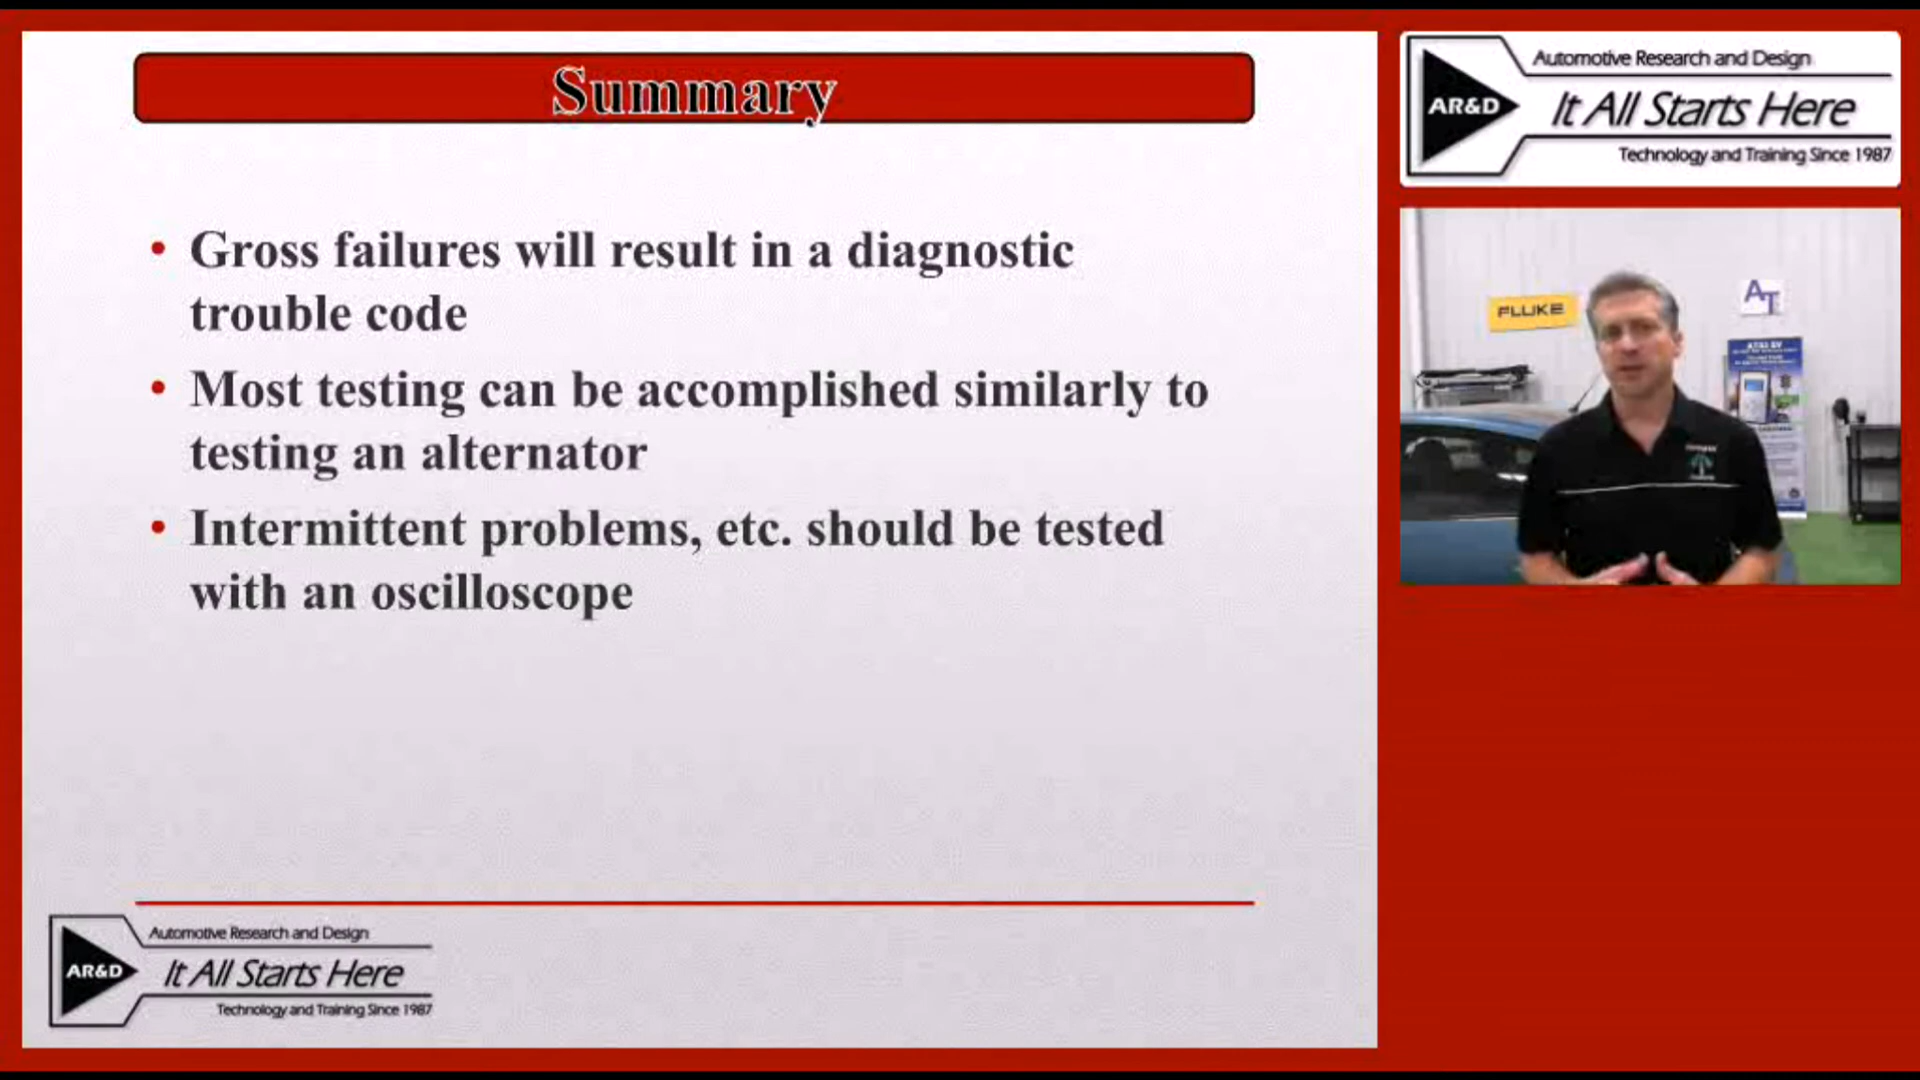 Summary
• Gross failures will result in a diagnostic
trouble code
• Most testing can be accomplished similarly to
testing an alternator
• Intermittent problems, etc. should be tested
with an oscilloscope
Automotive Research and Design
AR&D
It All Starts Here
Technology and Training Since 1987
Automotive Research and Design
AR&D
It All Starts Here
Technology and Training Since 1987
FLUKE
AT